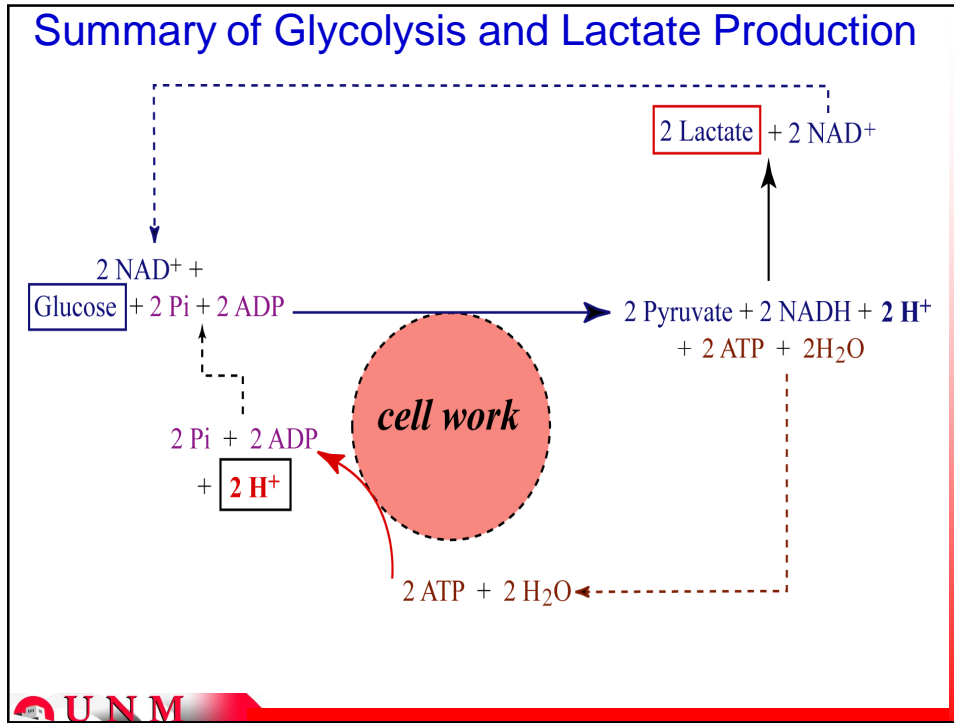 Summary of Glycolysis and Lactate Production
2 Lactate + 2 NAD⁺
2 NAD⁺ +
Glucose + 2 Pi + 2 ADP
2 Pyruvate + 2 NADH + 2 H⁺
+ 2 ATP + 2H₂O
cell work
2 Pi + 2 ADP
+ 2 H⁺
2 ATP + 2 H₂O
UNM